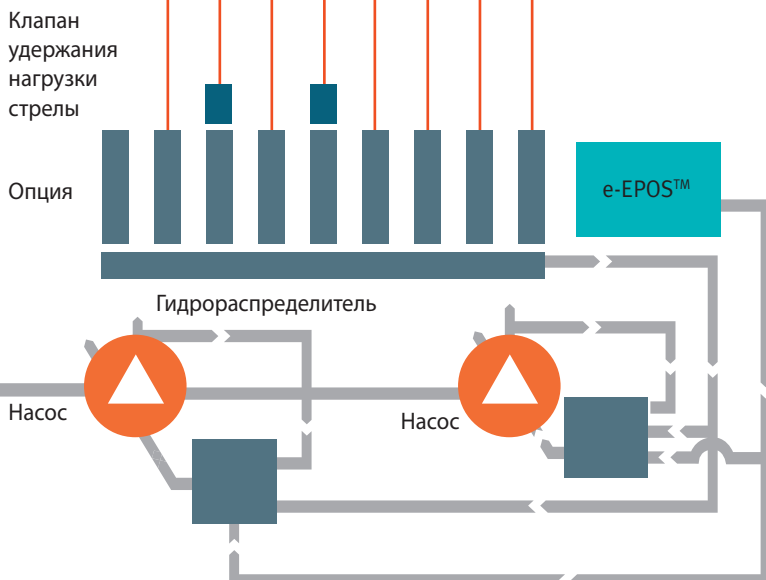 Клапан
удержания
нагрузки
стрелы
Опция
e-EPOS™
Гидрораспределитель
Насос
Насос